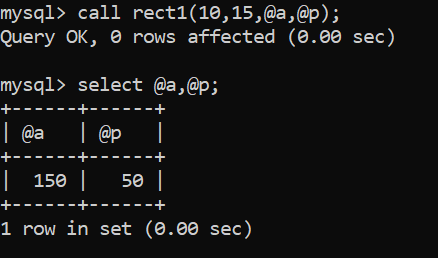 mysql> call rect1(10,15,@a,@p);
Query OK, 0 rows affected (0.00 sec)
mysql> select @a,@p;
+------+------+
| @a   | @p   |
+------+------+
|  150 |   50 |
+------+------+
1 row in set (0.00 sec)